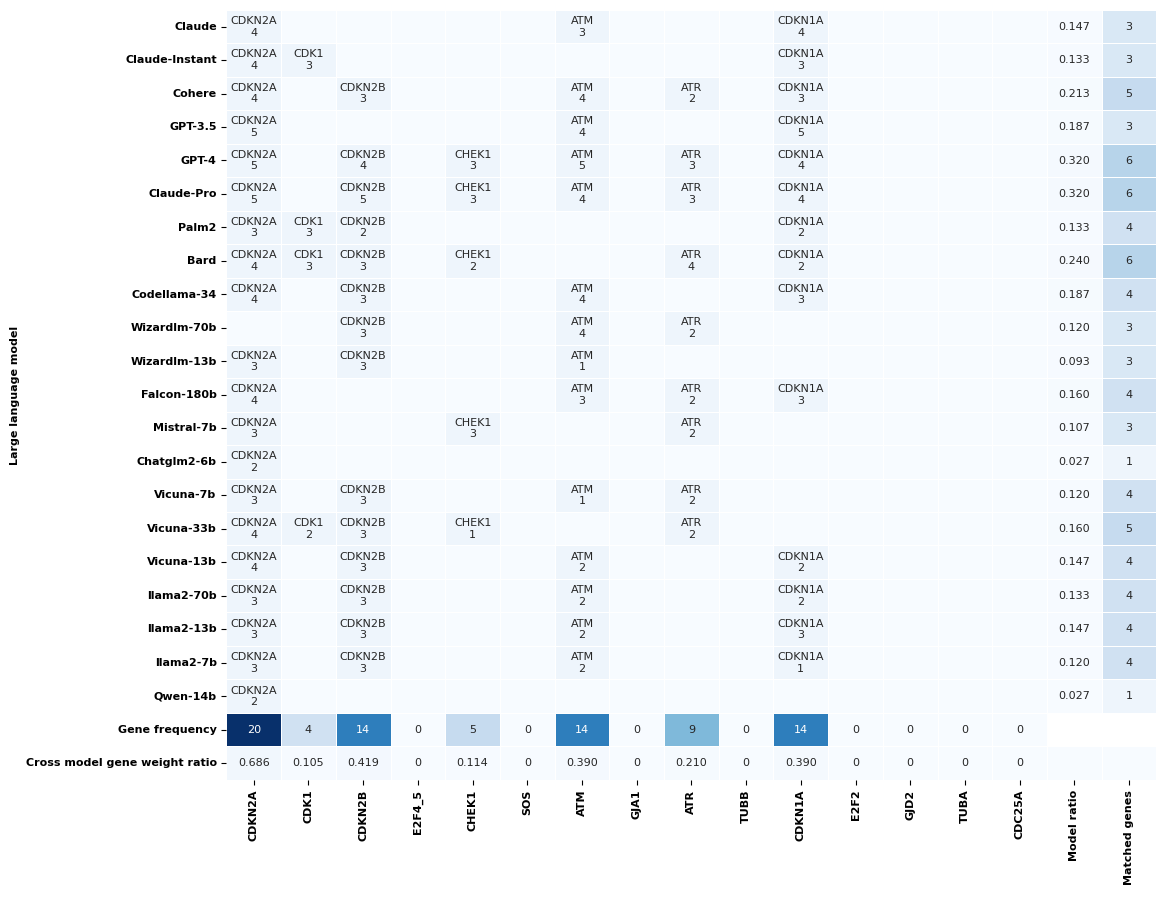 Large language model
Claude CDKN2A ATM CDKN1A 0.147 3
4 3 4
Claude-Instant CDKN2A CDK1 CDKN1A 0.133 3
4 3 3
Cohere CDKN2A CDKN2B ATM ATR CDKN1A 0.213 5
4 3 4 2 3
GPT-3.5 CDKN2A ATM CDKN1A 0.187 3
5 4 5
GPT-4 CDKN2A CDKN2B CHEK1 ATM ATR CDKN1A 0.320 6
5 4 3 5 3 4
Claude-Pro CDKN2A CDKN2B CHEK1 ATM ATR CDKN1A 0.320 6
5 5 3 4 3 4
Palm2 CDKN2A CDK1 CDKN2B CDKN1A 0.133 4
3 3 2 2
Bard CDKN2A CDK1 CDKN2B CHEK1 ATR CDKN1A 0.240 6
4 3 3 2 4 2
Codellama-34 CDKN2A CDKN2B ATM CDKN1A 0.187 4
4 3 4 3
Wizardlm-70b CDKN2B ATM ATR 0.120 3
3 4 2
Wizardlm-13b CDKN2A CDKN2B ATM 0.093 3
3 3 1
Falcon-180b CDKN2A ATM ATR CDKN1A 0.160 4
4 3 2 3
Mistral-7b CDKN2A CHEK1 ATR 0.107 3
3 3 2
Chatglm2-6b CDKN2A 0.027 1
2
Vicuna-7b CDKN2A CDKN2B ATM ATR 0.120 4
3 3 1 2
Vicuna-33b CDKN2A CDK1 CDKN2B CHEK1 ATR 0.160 5
4 2 3 1 2
Vicuna-13b CDKN2A CDKN2B ATM CDKN1A 0.147 4
4 3 2 2
llama2-70b CDKN2A CDKN2B ATM CDKN1A 0.133 4
3 3 2 2
llama2-13b CDKN2A CDKN2B ATM CDKN1A 0.147 4
3 3 2 3
llama2-7b CDKN2A CDKN2B ATM CDKN1A 0.120 4
3 3 2 1
Qwen-14b CDKN2A 0.027 1
2
Gene frequency 20 4 14 0 5 0 14 0 9 0 14 0 0 0 0
Cross model gene weight ratio 0.686 0.105 0.419 0 0.114 0 0.390 0 0.210 0 0.390 0 0 0 0
CDKN2A
CDK1
CDKN2B
E2F4_5
CHEK1
SOS
ATM
GJA1
ATR
TUBB
CDKN1A
E2F2
GJD2
TUBA
CDC25A
Model ratio
Matched genes